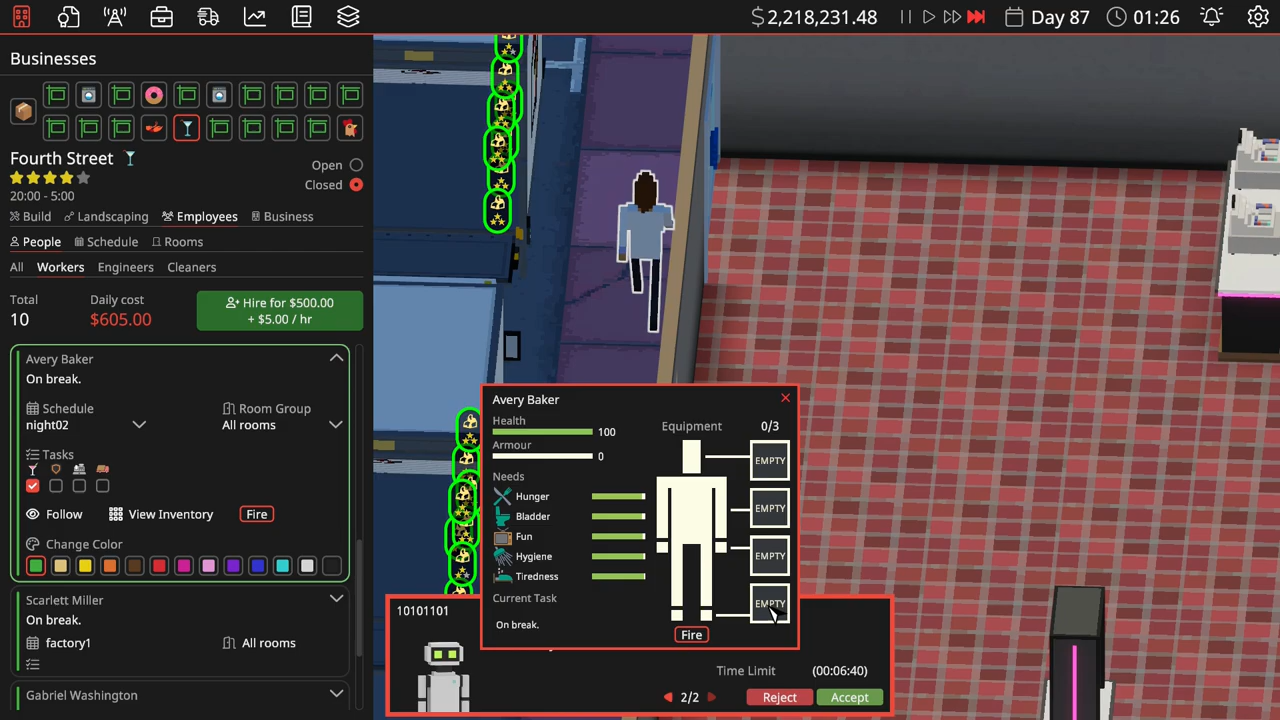 $2,218,231.48
Day 87
01:26
Businesses
Fourth Street
Open
Closed
20:00 - 5:00
Build
Landscaping
Employees
Business
People
Schedule
Rooms
All
Workers
Engineers
Cleaners
Total
10
Daily cost
$605.00
Hire for $500.00
+ $5.00 / hr
Avery Baker
On break.
Schedule
night02
Room Group
All rooms
Tasks
Follow
View Inventory
Fire
Change Color
Scarlett Miller
On break.
factory1
All rooms
Gabriel Washington
Avery Baker
Health
100
Armour
0
Needs
Hunger
Bladder
Fun
Hygiene
Tiredness
Current Task
On break.
Equipment
0/3
EMPTY
EMPTY
EMPTY
EMPTY
Fire
10101101
Time Limit
(00:06:40)
2/2
Reject
Accept